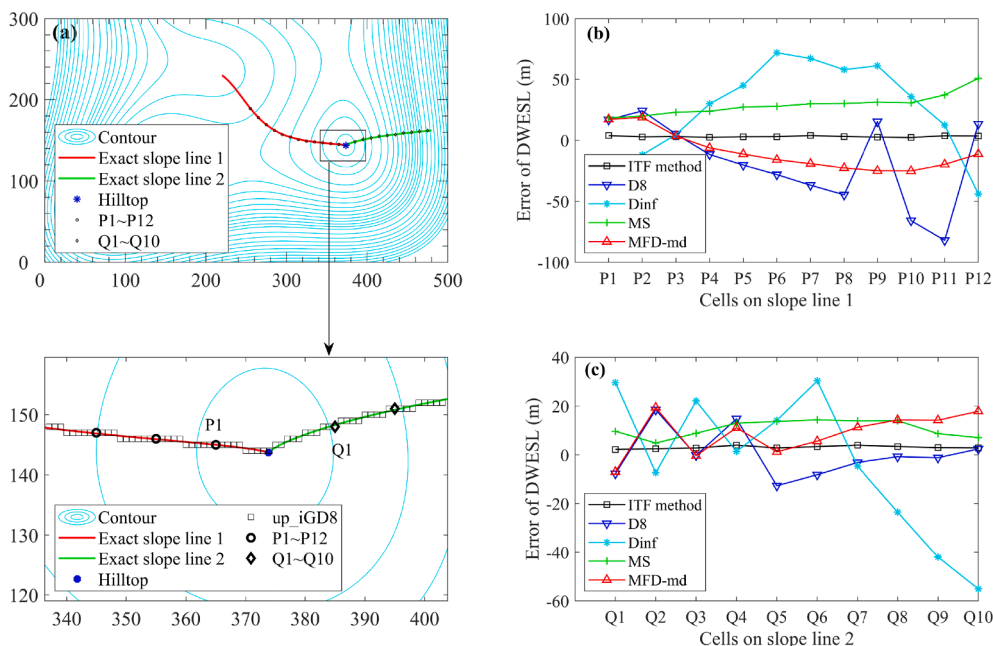 (a)
300
200
100
0
0
100
200
300
400
500
Contour
Exact slope line 1
Exact slope line 2
Hilltop
P1~P12
Q1~Q10
(b)
Error of DWESL (m)
100
50
0
-50
-100
ITF method
D8
Dinf
MS
MFD-md
P1 P2 P3 P4 P5 P6 P7 P8 P9 P10 P11 P12
Cells on slope line 1
150
144
138
132
126
120
340 350 360 370 380 390 400
P1
Q1
Contour
Exact slope line 1
Exact slope line 2
Hilltop
up_iGD8
P1~P12
Q1~Q10
(c)
Error of DWESL (m)
40
20
0
-20
-40
-60
ITF method
D8
Dinf
MS
MFD-md
Q1 Q2 Q3 Q4 Q5 Q6 Q7 Q8 Q9 Q10
Cells on slope line 2